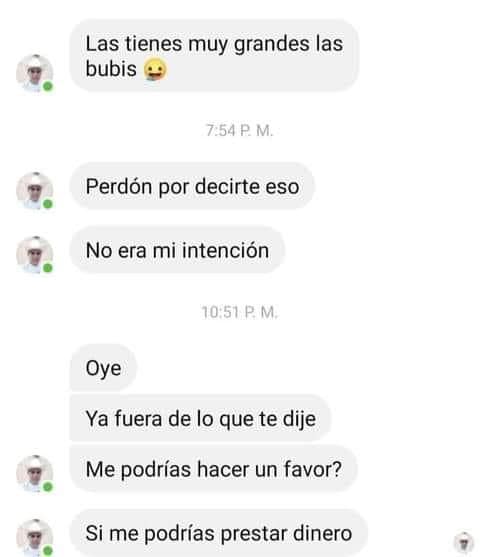 Las tienes muy grandes las
bubis 😜
7:54 P. M.
Perdón por decirte eso
No era mi intención
10:51 P. M.
Oye
Ya fuera de lo que te dije
Me podrías hacer un favor?
Si me podrías prestar dinero